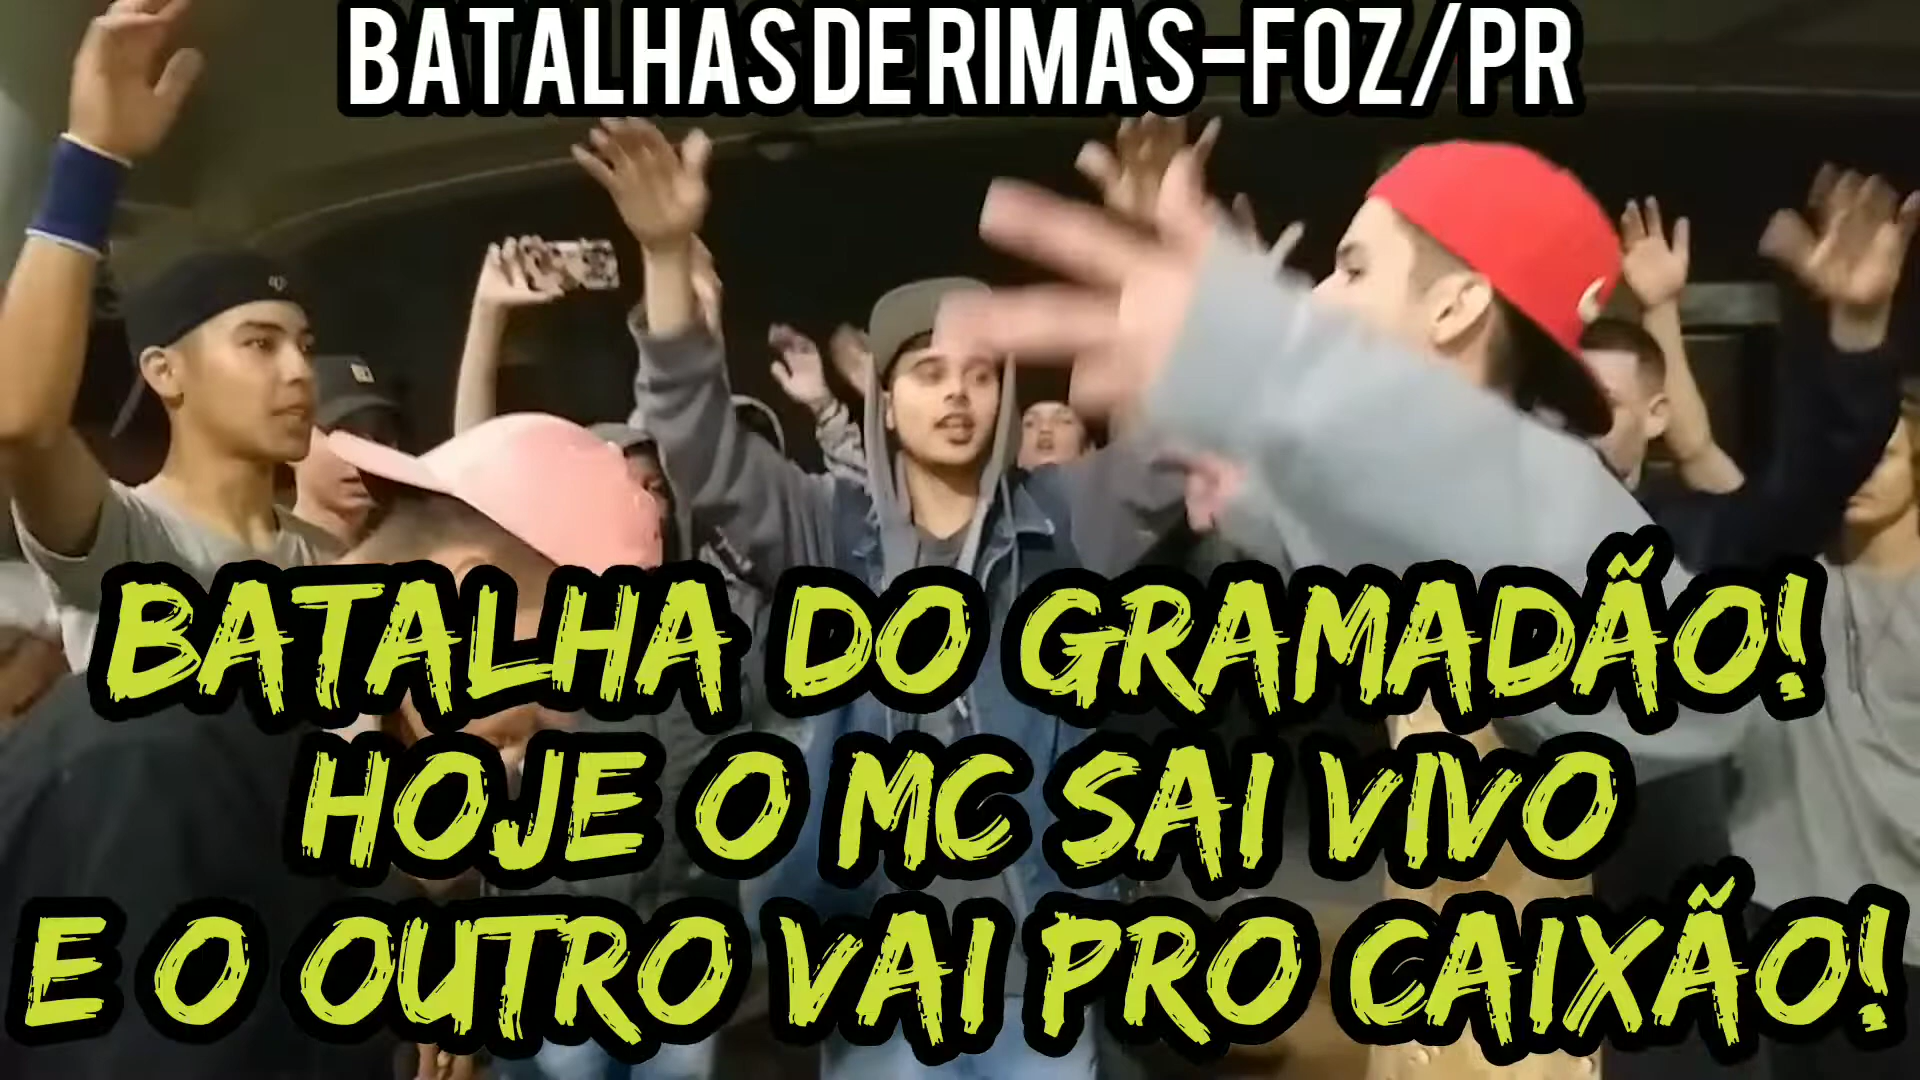 BATALHAS DE RIMAS-FOZ/PR
BATALHA DO GRAMADÃO!
HOJE O MC SAI VIVO
E O OUTRO VAI PRO CAIXÃO!